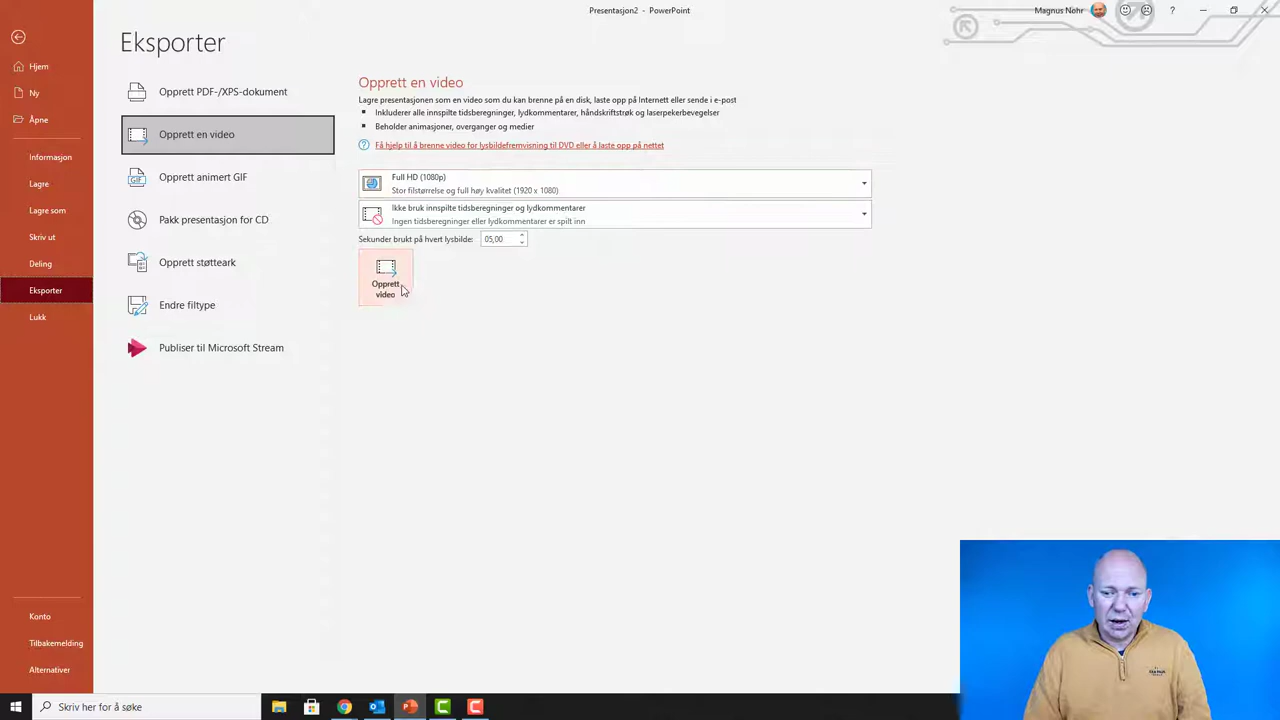 Presentasjon2 - PowerPoint
Magnus Nohr
?
Eksporter
Hjem
Ny
Åpne
Informasjon
Lagre
Lagre som
Skriv ut
Deling
Eksporter
Lukk
Konto
Tilbakemelding
Alternativer
Opprett PDF-/XPS-dokument
Opprett en video
Opprett animert GIF
Pakk presentasjon for CD
Opprett støtteark
Endre filtype
Publiser til Microsoft Stream
Opprett en video
Lagre presentasjonen som en video som du kan brenne på en disk, laste opp på Internett eller sende i e-post
Inkluderer alle innspilte tidsberegninger, lydkommentarer, håndskriftstrøk og laserpekerbevegelser
Beholder animasjoner, overganger og medier
Få hjelp til å brenne video for lysbildefremvisning til DVD eller å laste opp på nettet
Full HD (1080p)
Stor filstørrelse og full høy kvalitet (1920 x 1080)
Ikke bruk innspilte tidsberegninger og lydkommentarer
Ingen tidsberegninger eller lydkommentarer er spilt inn
Sekunder brukt på hvert lysbilde: 05,00
Opprett
video
Skriv her for å søke